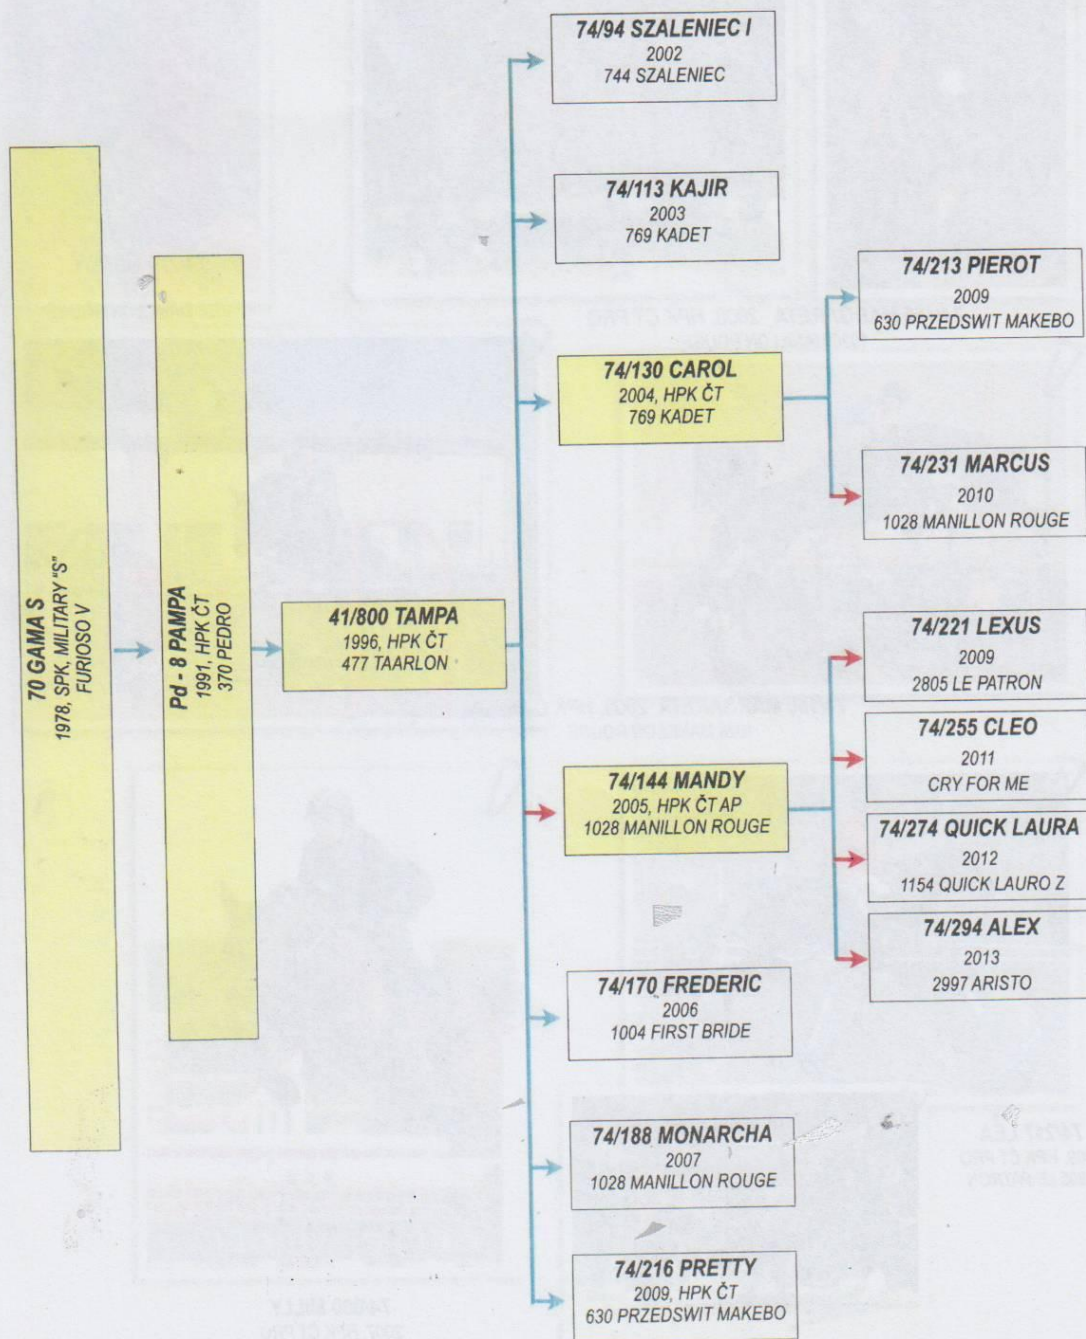 70 GAMA S
1978, SPK, MILITARY "S"
FURIOSO V
Pd - 8 PAMPA
1991, HPK ČT
370 PEDRO
41/800 TAMPA
1996, HPK ČT
477 TAARLON
74/94 SZALENIEC I
2002
744 SZALENIEC
74/113 KAJIR
2003
769 KADET
74/130 CAROL
2004, HPK ČT
769 KADET
74/213 PIEROT
2009
630 PRZEDSWIT MAKEBO
74/231 MARCUS
2010
1028 MANILLON ROUGE
74/144 MANDY
2005, HPK ČT AP
1028 MANILLON ROUGE
74/221 LEXUS
2009
2805 LE PATRON
74/255 CLEO
2011
CRY FOR ME
74/274 QUICK LAURA
2012
1154 QUICK LAURO Z
74/294 ALEX
2013
2997 ARISTO
74/170 FREDERIC
2006
1004 FIRST BRIDE
74/188 MONARCHA
2007
1028 MANILLON ROUGE
74/216 PRETTY
2009, HPK ČT
630 PRZEDSWIT MAKEBO